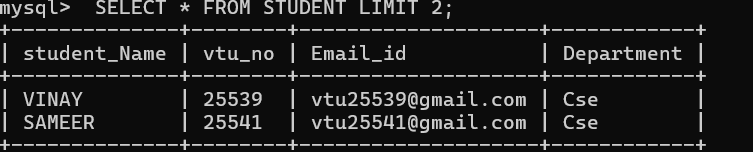 mysql>  SELECT * FROM STUDENT LIMIT 2;
+--------------+--------+--------------------+------------+
| student_Name | vtu_no | Email_id           | Department |
+--------------+--------+--------------------+------------+
| VINAY        | 25539  | vtu25539@gmail.com | Cse        |
| SAMEER       | 25541  | vtu25541@gmail.com | Cse        |
+--------------+--------+--------------------+------------+